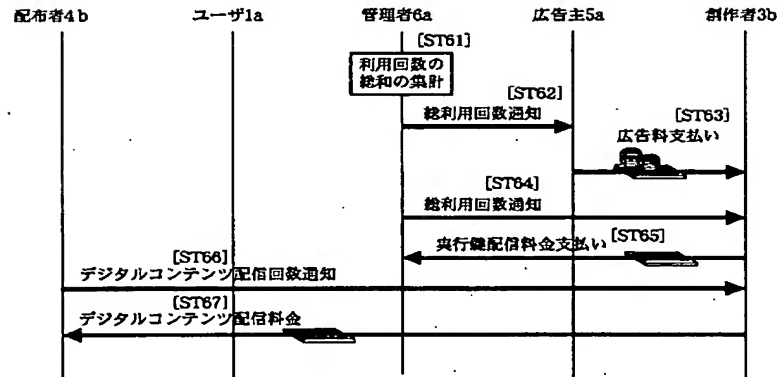 配布者4b ユーザ1a 管理者6a 広告主5a 創作者3b
[ST61]
利用回数の
総和の集計
[ST62]
総利用回数通知
[ST63]
広告料支払い
[ST64]
総利用回数通知
[ST65]
実行鍵配信料金支払い
[ST66]
デジタルコンテンツ配信回数通知
[ST67]
デジタルコンテンツ配信料金